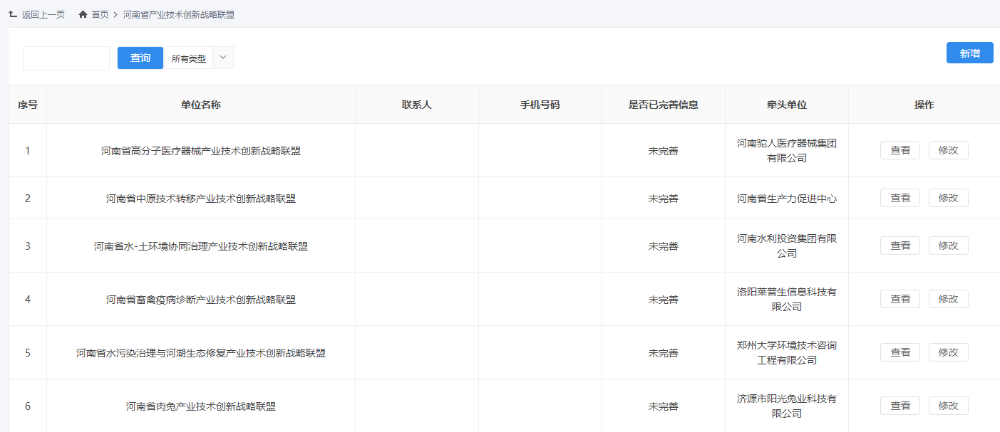 返回上一页 首页 > 河南省产业技术创新战略联盟
查询 所有类型 新增
序号 单位名称 联系人 手机号码 是否已完善信息 牵头单位 操作
1 河南省高分子医疗器械产业技术创新战略联盟 未完善 河南驼人医疗器械集团 查看 修改
有限公司
2 河南省中原技术转移产业技术创新战略联盟 未完善 河南省生产力促进中心 查看 修改
3 河南省水-土环境协同治理产业技术创新战略联盟 未完善 河南水利投资集团有限 查看 修改
公司
4 河南省畜禽疫病诊断产业技术创新战略联盟 未完善 洛阳莱普生信息科技有 查看 修改
限公司
5 河南省水污染治理与河湖生态修复产业技术创新战略联盟 未完善 郑州大学环境技术咨询 查看 修改
工程有限公司
6 河南省肉兔产业技术创新战略联盟 未完善 济源市阳光兔业科技有 查看 修改
限公司